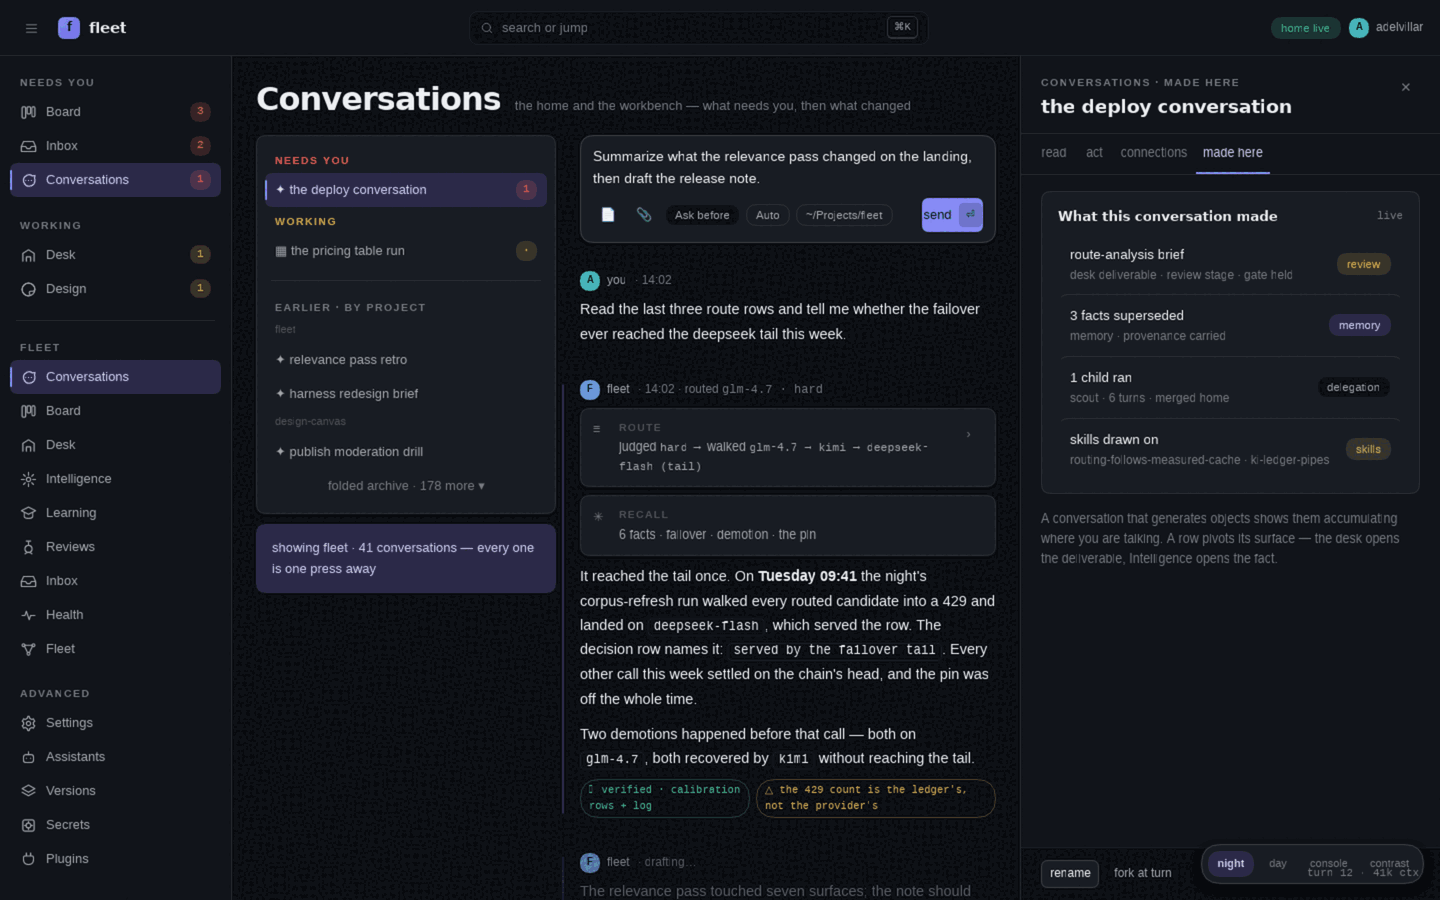 f fleet
search or jump
⌘K
home live
A adelvillar
NEEDS YOU
Board 3
Inbox 2
Conversations 1
WORKING
Desk 1
Design 1
FLEET
Conversations
Board
Desk
Intelligence
Learning
Reviews
Inbox
Health
Fleet
ADVANCED
Settings
Assistants
Versions
Secrets
Plugins
Conversations the home and the workbench — what needs you, then what changed
NEEDS YOU
✦ the deploy conversation 1
WORKING
▦ the pricing table run ·
EARLIER · BY PROJECT
fleet
✦ relevance pass retro
✦ harness redesign brief
design-canvas
✦ publish moderation drill
folded archive · 178 more ▾
showing fleet · 41 conversations — every one
is one press away
Summarize what the relevance pass changed on the landing,
then draft the release note.
Ask before Auto ~/Projects/fleet send ⏎
A you · 14:02
Read the last three route rows and tell me whether the failover
ever reached the deepseek tail this week.
F fleet · 14:02 · routed glm-4.7 · hard
ROUTE
judged hard → walked glm-4.7 → kimi → deepseek-
flash (tail)
RECALL
6 facts · failover · demotion · the pin
It reached the tail once. On Tuesday 09:41 the night's
corpus-refresh run walked every routed candidate into a 429 and
landed on deepseek-flash , which served the row. The
decision row names it: served by the failover tail . Every
other call this week settled on the chain's head, and the pin was
off the whole time.
Two demotions happened before that call — both on
glm-4.7 , both recovered by kimi without reaching the tail.
verified · calibration
rows + log
△ the 429 count is the ledger's,
not the provider's
F fleet · drafting…
The relevance pass touched seven surfaces; the note should
CONVERSATIONS · MADE HERE
the deploy conversation
read act connections made here
What this conversation made live
route-analysis brief
desk deliverable · review stage · gate held
review
3 facts superseded
memory · provenance carried
memory
1 child ran
scout · 6 turns · merged home
delegation
skills drawn on
routing-follows-measured-cache · ki-ledger-pipes
skills
A conversation that generates objects shows them accumulating
where you are talking. A row pivots its surface — the desk opens
the deliverable, Intelligence opens the fact.
rename fork at turn
night day console contrast
turn 12 · 41k ctx